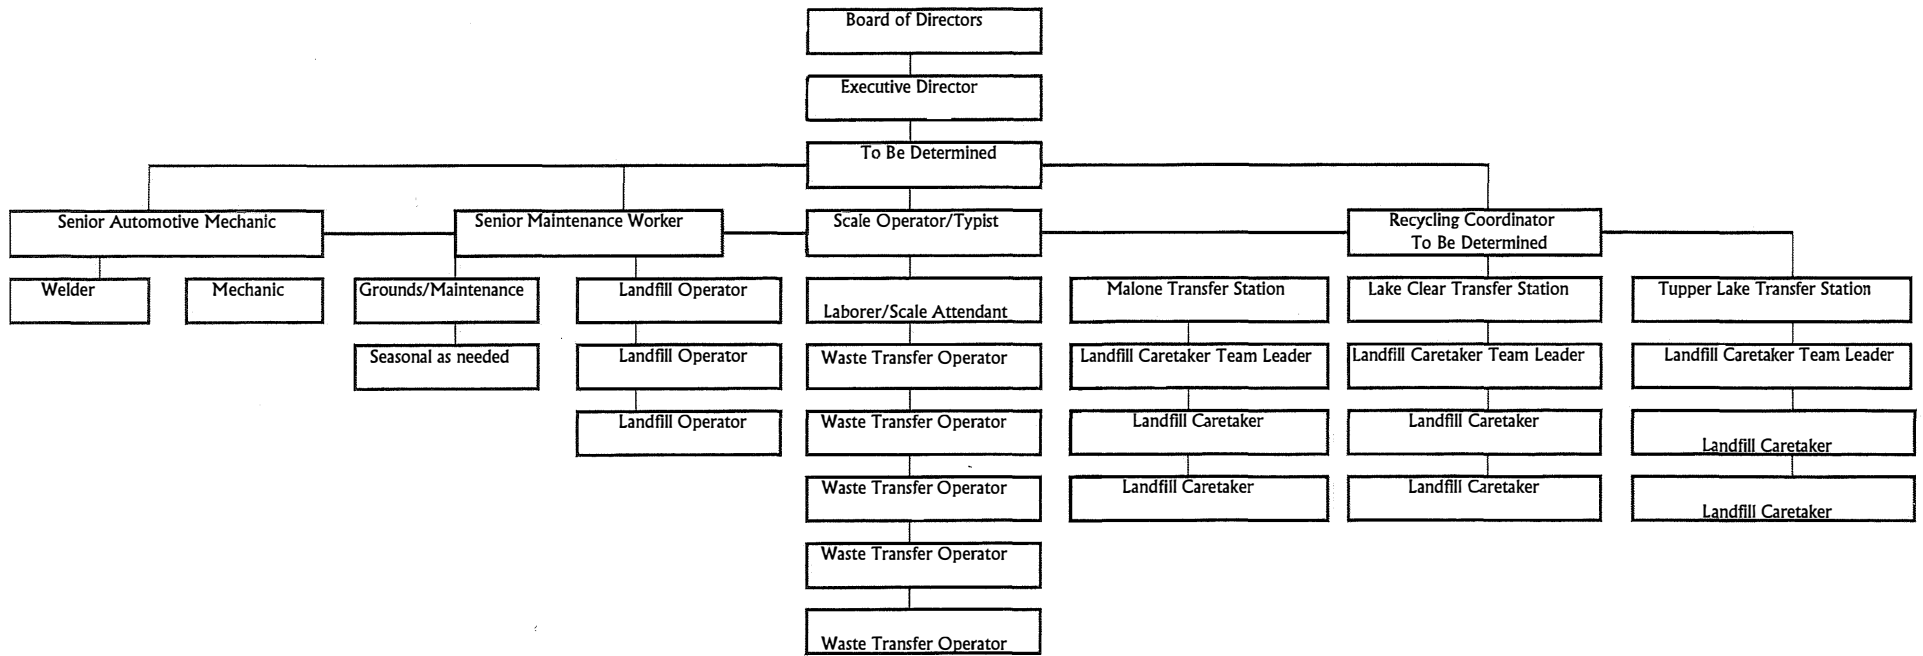 Board of Directors
Executive Director
To Be Determined
Senior Automotive Mechanic
Senior Maintenance Worker
Scale Operator/Typist
Recycling Coordinator
To Be Determined
Welder
Mechanic
Grounds/Maintenance
Landfill Operator
Laborer/Scale Attendant
Malone Transfer Station
Lake Clear Transfer Station
Tupper Lake Transfer Station
Seasonal as needed
Landfill Operator
Waste Transfer Operator
Landfill Caretaker Team Leader
Landfill Caretaker Team Leader
Landfill Caretaker Team Leader
Landfill Operator
Waste Transfer Operator
Landfill Caretaker
Landfill Caretaker
Landfill Caretaker
Waste Transfer Operator
Landfill Caretaker
Landfill Caretaker
Landfill Caretaker
Waste Transfer Operator
Waste Transfer Operator